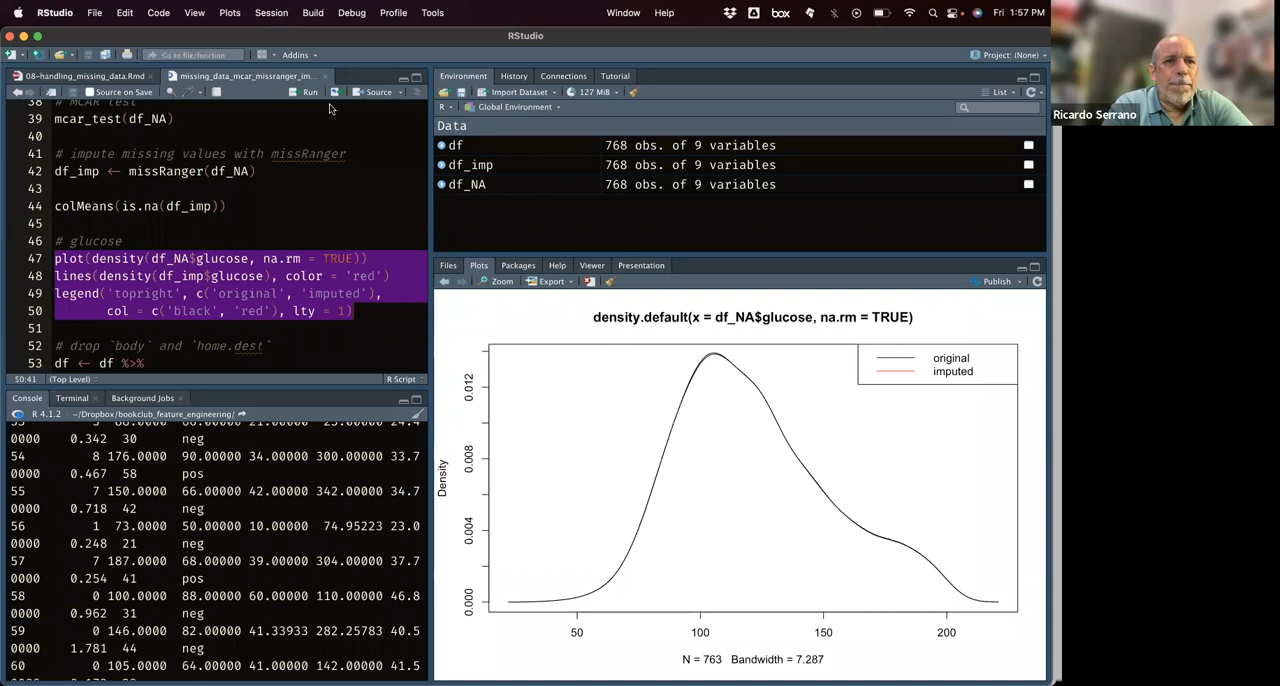 RStudio File Edit Code View Plots Session Build Debug Profile Tools Window Help box Fri 1:57 PM
RStudio
Go to file/function Addins Project: (None)
08-handling_missing_data.Rmd missing_data_mcar_missranger_im...
Source on Save Run Source
38 # MCAR test
39 mcar_test(df_NA)
40
41 # impute missing values with missRanger
42 df_imp <- missRanger(df_NA)
43
44 colMeans(is.na(df_imp))
45
46 # glucose
47 plot(density(df_NA$glucose, na.rm = TRUE))
48 lines(density(df_imp$glucose), color = 'red')
49 legend('topright', c('original', 'imputed'),
50 col = c('black', 'red'), lty = 1)
51
52 # drop `body` and `home.dest`
53 df <- df %>%
50:41 (Top Level) R Script
Console Terminal Background Jobs
R 4.1.2 · ~/Dropbox/bookclub_feature_engineering/
0000 0.342 30 neg
54 8 176.0000 90.00000 34.00000 300.00000 33.7
0000 0.467 58 pos
55 7 150.0000 66.00000 42.00000 342.00000 34.7
0000 0.718 42 neg
56 1 73.0000 50.00000 10.00000 74.95223 23.0
0000 0.248 21 neg
57 7 187.0000 68.00000 39.00000 304.00000 37.7
0000 0.254 41 pos
58 0 100.0000 88.00000 60.00000 110.00000 46.8
0000 0.962 31 neg
59 0 146.0000 82.00000 41.33933 282.25783 40.5
0000 1.781 44 neg
60 0 105.0000 64.00000 41.00000 142.00000 41.5
Environment History Connections Tutorial
Import Dataset 127 MiB List
R Global Environment
Data
df 768 obs. of 9 variables
df_imp 768 obs. of 9 variables
df_NA 768 obs. of 9 variables
Files Plots Packages Help Viewer Presentation
Zoom Export Publish
density.default(x = df_NA$glucose, na.rm = TRUE)
original
imputed
Density
0.000 0.004 0.008 0.012
50 100 150 200
N = 763 Bandwidth = 7.287
Ricardo Serrano